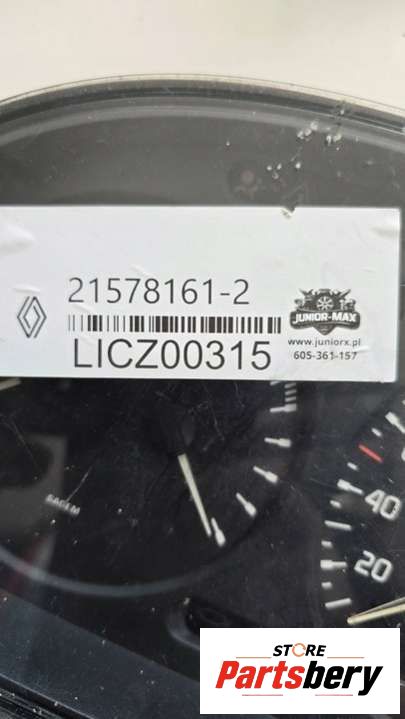 21578161-2
LICZ00315
JUNIOR-MAX
www.juniorx.pl
605-361-157
SAGEM
40
20
STORE
Partsbery